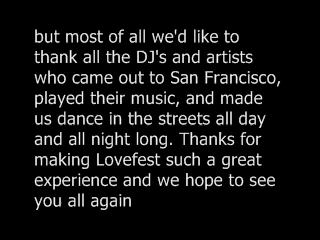 but most of all we'd like to
thank all the DJ's and artists
who came out to San Francisco,
played their music, and made
us dance in the streets all day
and all night long. Thanks for
making Lovefest such a great
experience and we hope to see
you all again